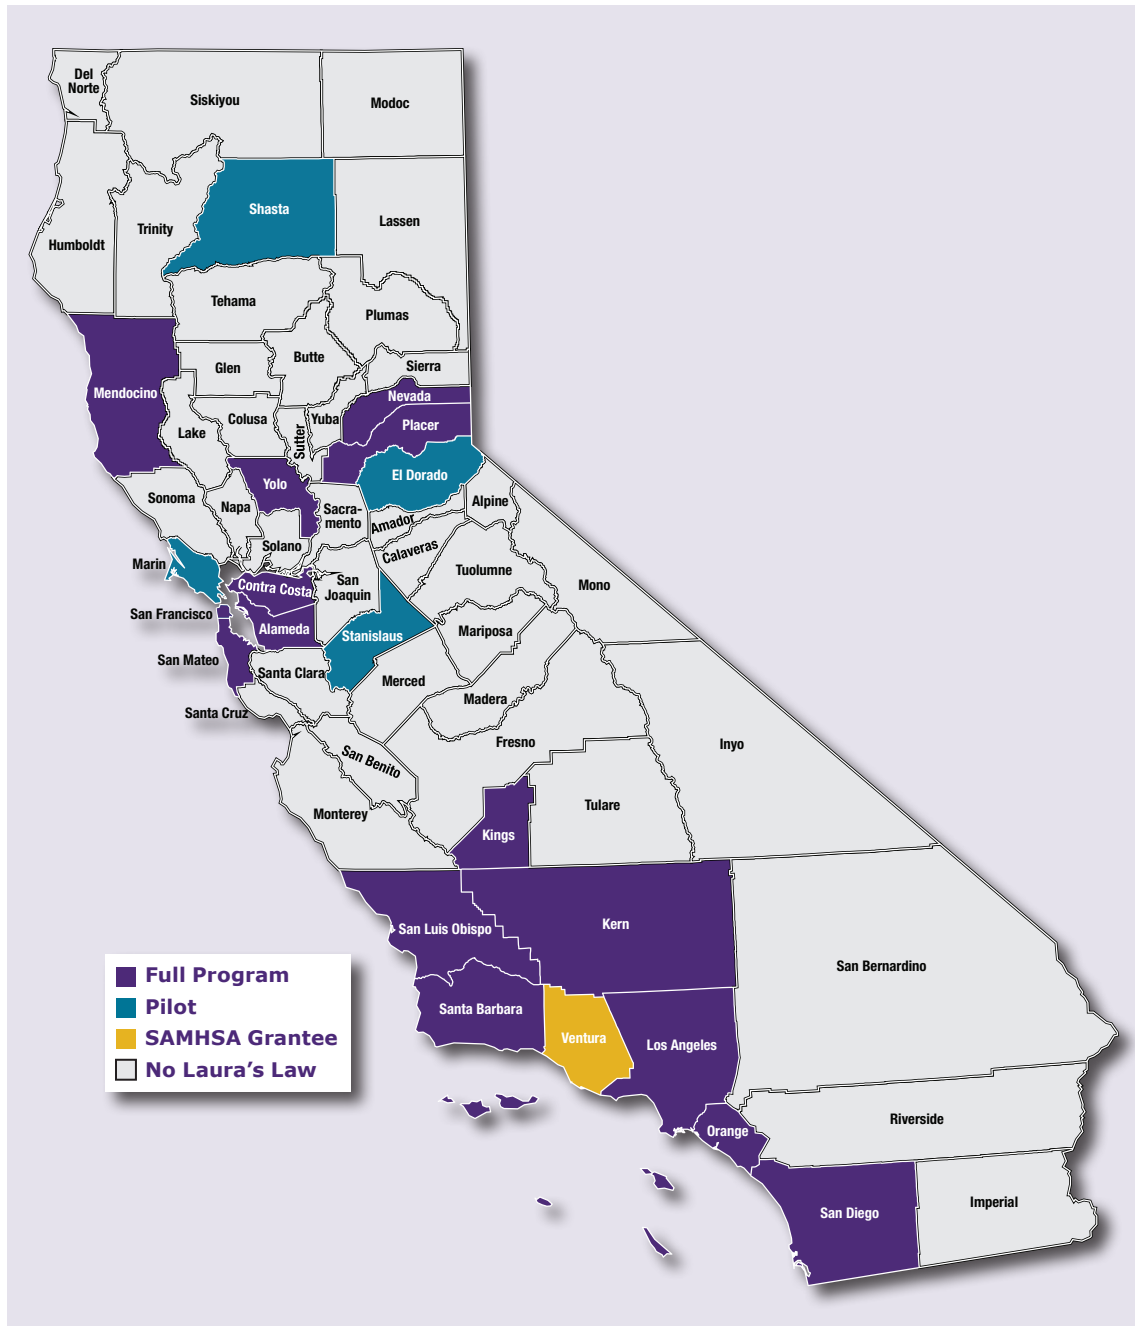 Del
Norte
Siskiyou
Modoc
Shasta
Lassen
Trinity
Humboldt
Tehama
Plumas
Butte
Glen
Sierra
Mendocino
Nevada
Placer
Colusa
Sutter
Yuba
Lake
El Dorado
Yolo
Sonoma
Napa
Sacra-
mento
Alpine
Amador
Solano
Calaveras
Marin
Tuolumne
Mono
Contra Costa
San
Joaquin
San Francisco
Alameda
Stanislaus
Mariposa
San Mateo
Santa Clara
Merced
Madera
Santa Cruz
Fresno
Inyo
San Benito
Monterey
Tulare
Kings
San Luis Obispo
Kern
San Bernardino
Full Program
Pilot
SAMHSA Grantee
No Laura's Law
Santa Barbara
Ventura
Los Angeles
Orange
Riverside
San Diego
Imperial